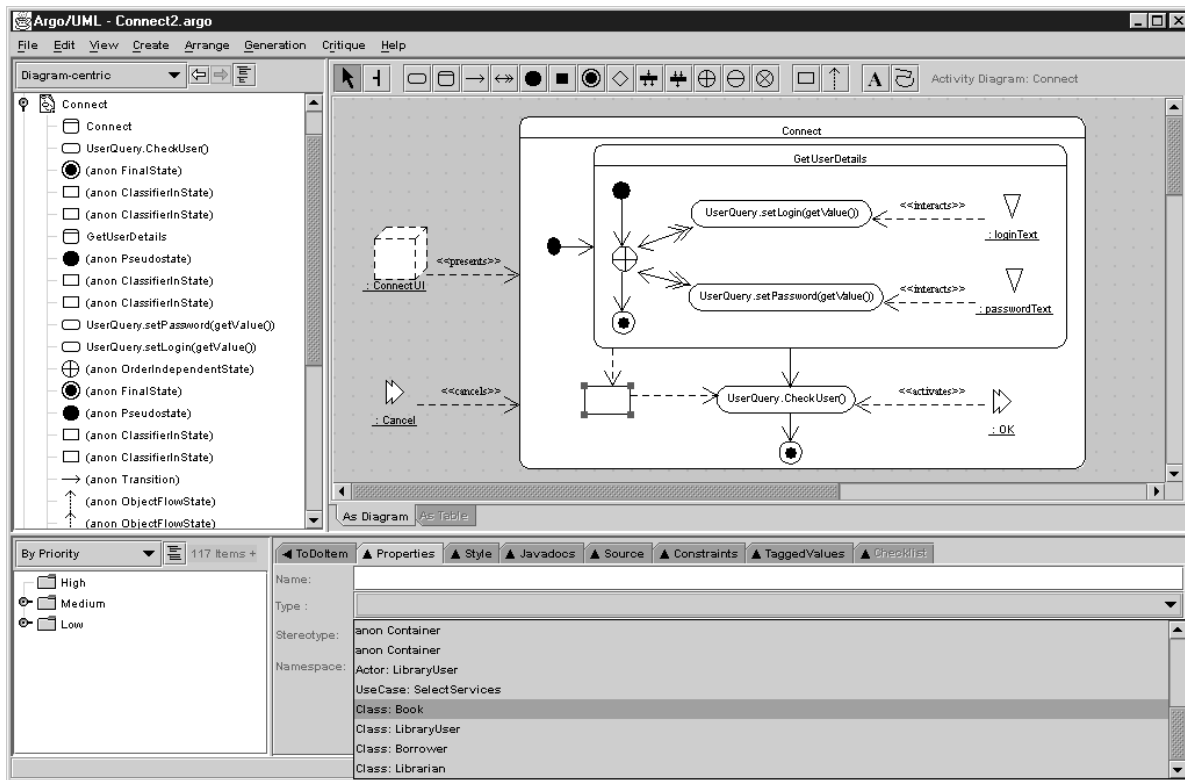 Argo/UML - Connect2.argo
File Edit View Create Arrange Generation Critique Help
Diagram-centric
Activity Diagram: Connect
Connect
Connect
UserQuery.CheckUser()
(anon FinalState)
(anon ClassifierInState)
(anon ClassifierInState)
GetUserDetails
(anon Pseudostate)
(anon ClassifierInState)
(anon ClassifierInState)
UserQuery.setPassword(getValue())
UserQuery.setLogin(getValue())
(anon OrderIndependentState)
(anon FinalState)
(anon Pseudostate)
(anon ClassifierInState)
(anon ClassifierInState)
(anon Transition)
(anon ObjectFlowState)
(anon ObjectFlowState)
Connect
GetUserDetails
UserQuery.setLogin(getValue())
<<interacts>>
: loginText
<<presents>>
: ConnectUI
UserQuery.setPassword(getValue())
<<interacts>>
: passwordText
<<cancels>>
: Cancel
UserQuery.CheckUser()
<<activates>>
: OK
As Diagram As Table
By Priority 117 Items +
High
Medium
Low
ToDoItem Properties Style Javadocs Source Constraints TaggedValues Checklist
Name:
Type :
Stereotype:
Namespace:
anon Container
anon Container
Actor: LibraryUser
UseCase: SelectServices
Class: Book
Class: LibraryUser
Class: Borrower
Class: Librarian